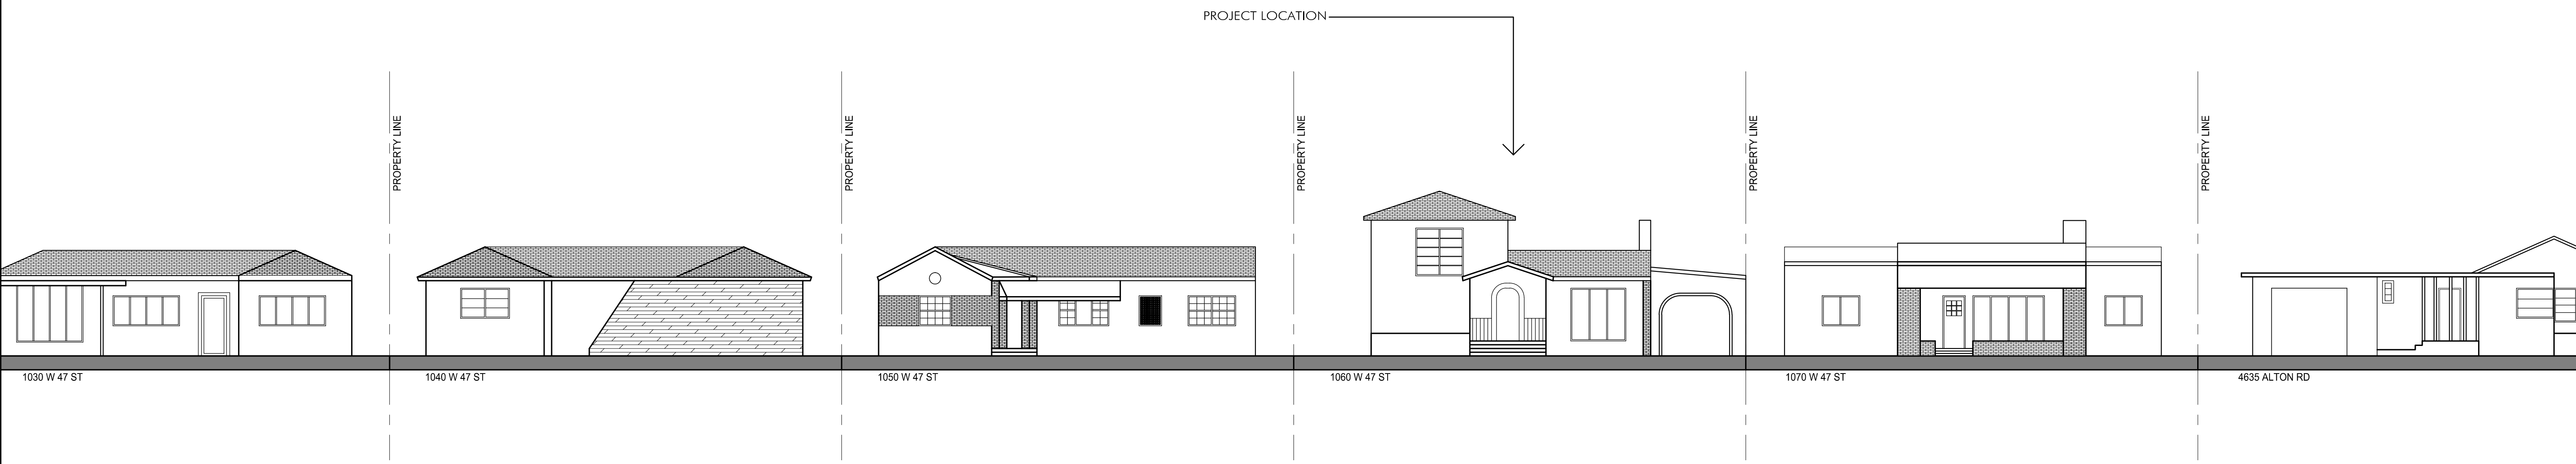 PROJECT LOCATION
PROPERTY LINE
PROPERTY LINE
PROPERTY LINE
PROPERTY LINE
PROPERTY LINE
1030 W 47 ST
1040 W 47 ST
1050 W 47 ST
1060 W 47 ST
1070 W 47 ST
4635 ALTON RD